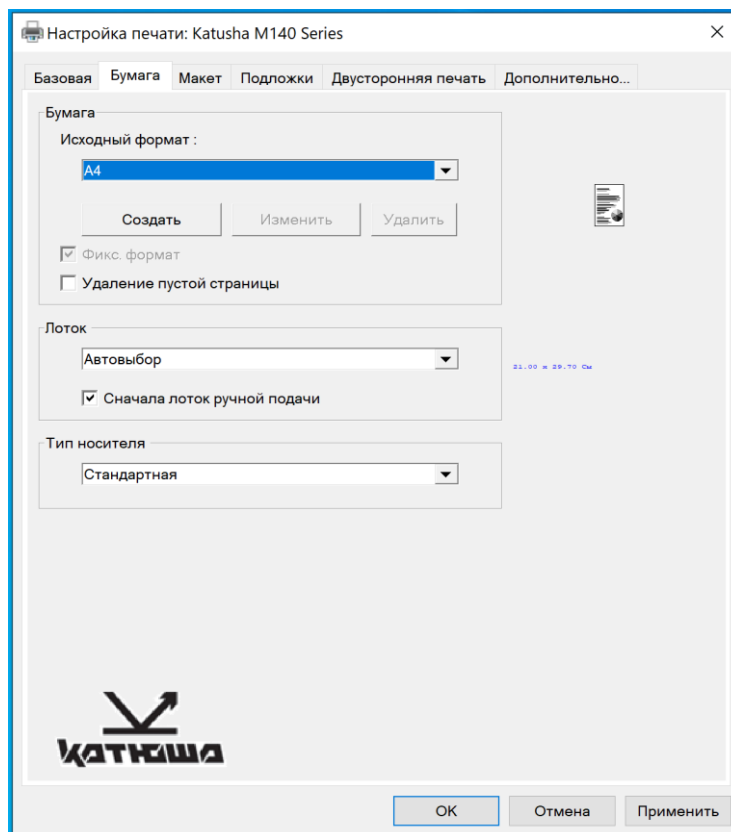 Настройка печати: Katusha M140 Series
Базовая Бумага Макет Подложки Двусторонняя печать Дополнительно...
Бумага
Исходный формат :
A4
Создать Изменить Удалить
Фикс. формат
Удаление пустой страницы
Лоток
Автовыбор
21.00 x 29.70 См
Сначала лоток ручной подачи
Тип носителя
Стандартная
катюша
OK Отмена Применить